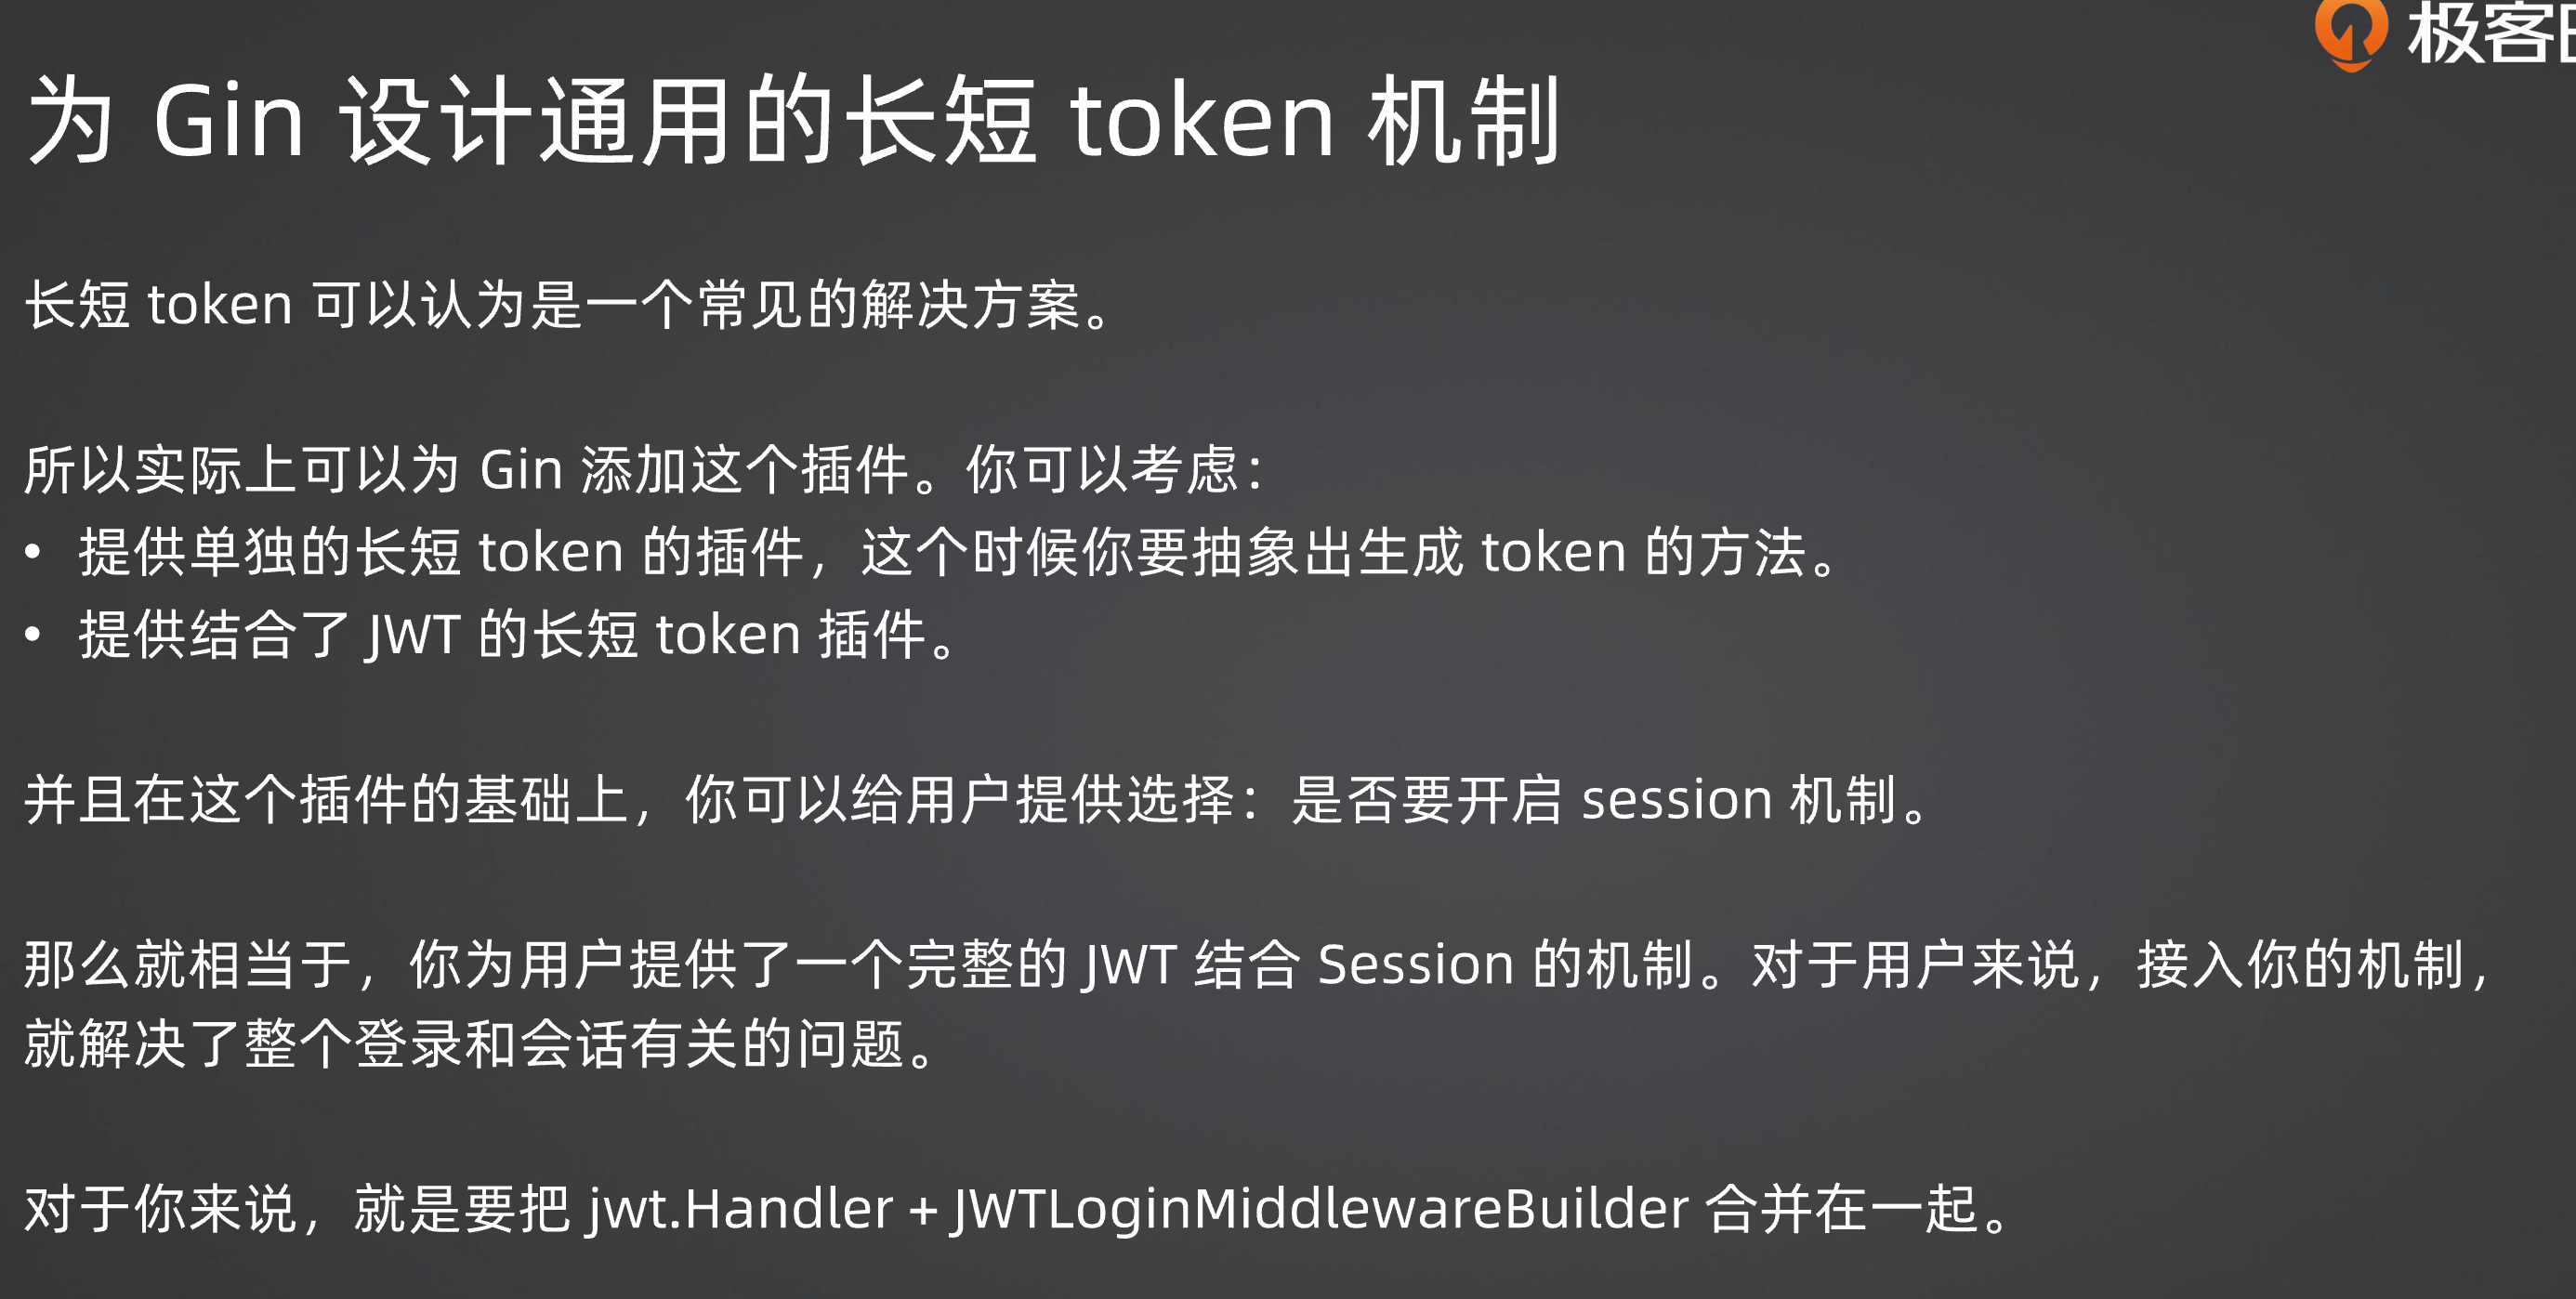 极客
为 Gin 设计通用的长短 token 机制
长短 token 可以认为是一个常见的解决方案。
所以实际上可以为 Gin 添加这个插件。你可以考虑：
• 提供单独的长短 token 的插件，这个时候你要抽象出生成 token 的方法。
• 提供结合了 JWT 的长短 token 插件。
并且在这个插件的基础上，你可以给用户提供选择：是否要开启 session 机制。
那么就相当于，你为用户提供了一个完整的 JWT 结合 Session 的机制。对于用户来说，接入你的机制，
就解决了整个登录和会话有关的问题。
对于你来说，就是要把 jwt.Handler + JWTLoginMiddlewareBuilder 合并在一起。